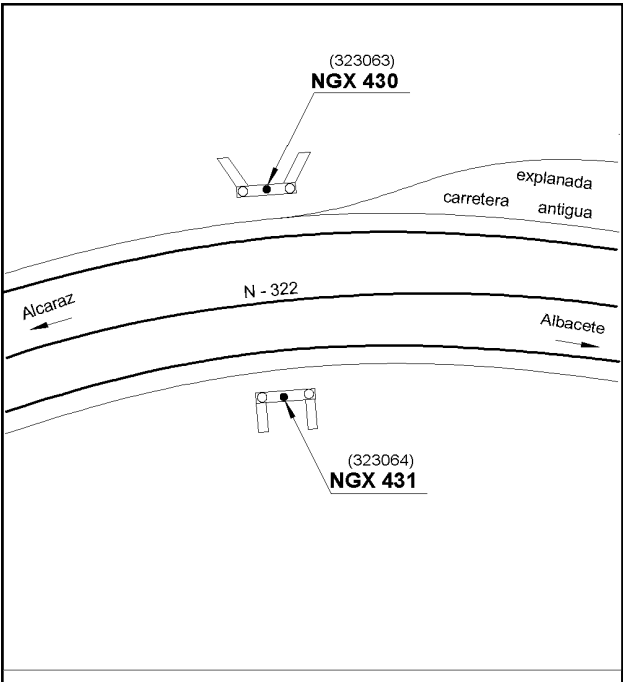 (323063)
NGX 430
explanada
carretera antigua
N - 322
Alcaraz
Albacete
(323064)
NGX 431